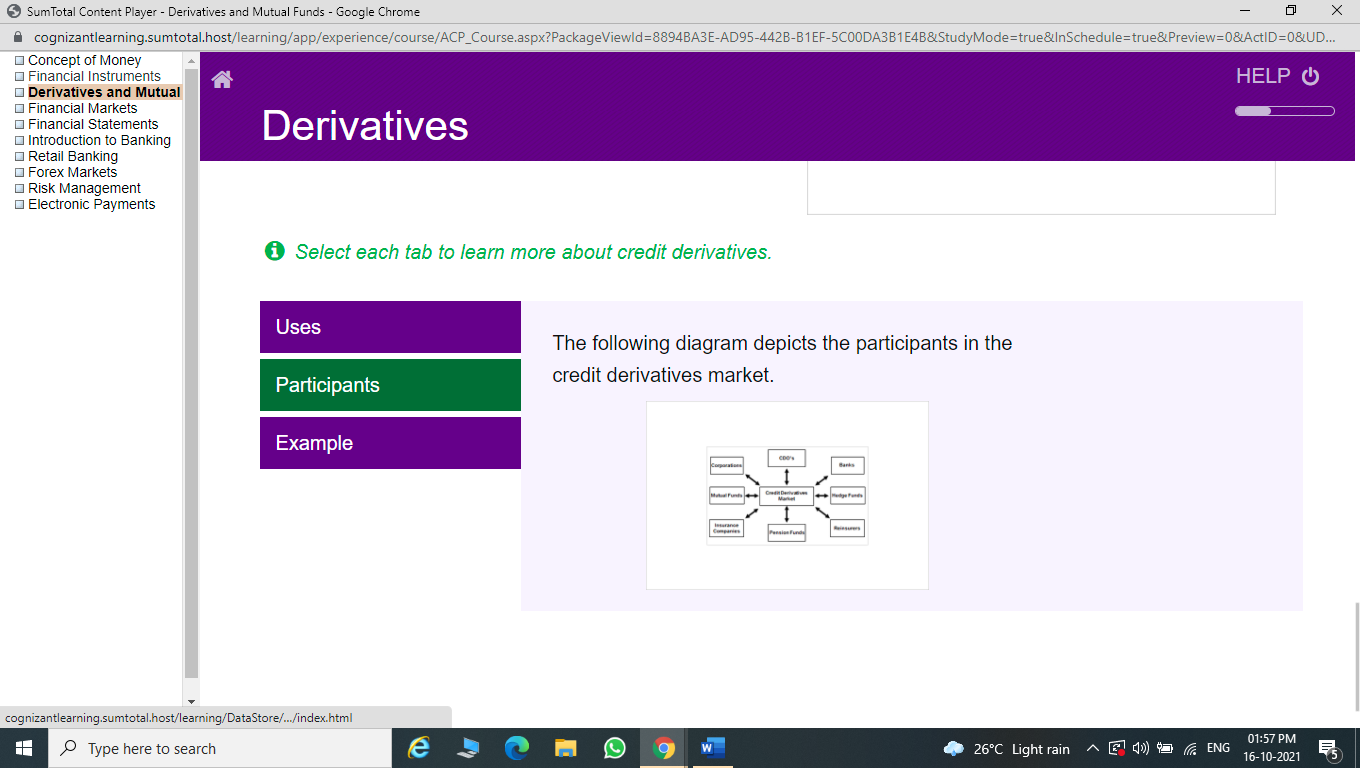 SumTotal Content Player - Derivatives and Mutual Funds - Google Chrome
cognizantlearning.sumtotal.host/learning/app/experience/course/ACP_Course.aspx?PackageViewId=8894BA3E-AD95-442B-B1EF-5C00DA3B1E4B&StudyMode=true&InSchedule=true&Preview=0&ActID=0&UD...
Concept of Money
Financial Instruments
Derivatives and Mutual
Financial Markets
Financial Statements
Introduction to Banking
Retail Banking
Forex Markets
Risk Management
Electronic Payments
HELP
Derivatives
Select each tab to learn more about credit derivatives.
Uses
Participants
Example
The following diagram depicts the participants in the
credit derivatives market.
Corporations
CDO's
Banks
Mutual Funds
Credit Derivatives
Market
Hedge Funds
Insurance
Companies
Pension Funds
Reinsurers
cognizantlearning.sumtotal.host/learning/DataStore/.../index.html
Type here to search
W
26°C Light rain
ENG
01:57 PM
16-10-2021
5